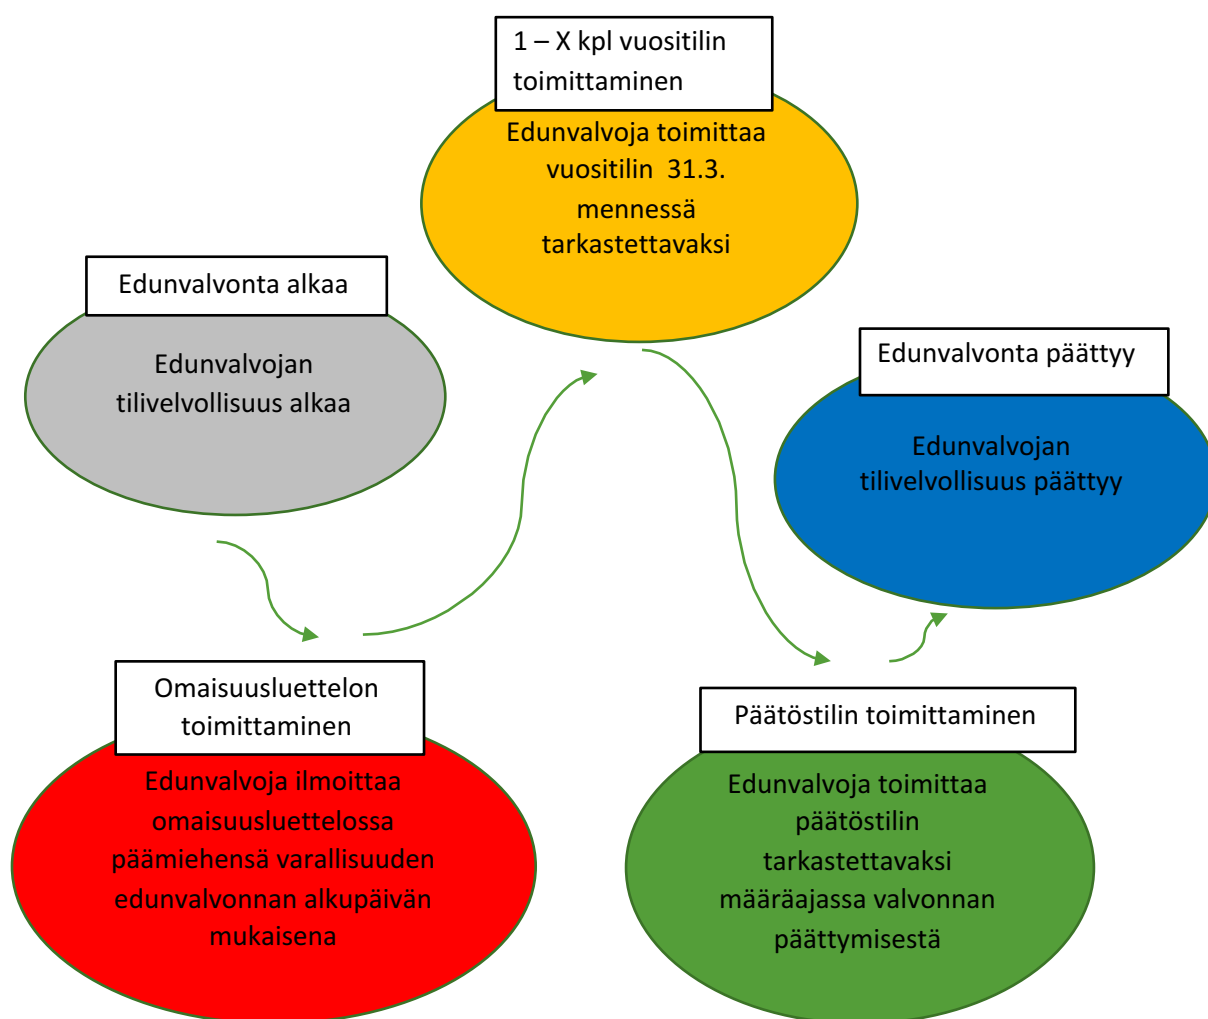 1 – X kpl vuositilin
toimittaminen
Edunvalvoja toimittaa
vuositilin 31.3.
mennessä
tarkastettavaksi
Edunvalvonta alkaa
Edunvalvojan
tilivelvollisuus alkaa
Edunvalvonta päättyy
Edunvalvojan
tilivelvollisuus päättyy
Omaisuusluettelon
toimittaminen
Edunvalvoja ilmoittaa
omaisuusluettelossa
päämiehensä varallisuuden
edunvalvonnan alkupäivän
mukaisena
Päätöstilin toimittaminen
Edunvalvoja toimittaa
päätöstilin
tarkastettavaksi
määräajassa valvonnan
päättymisestä